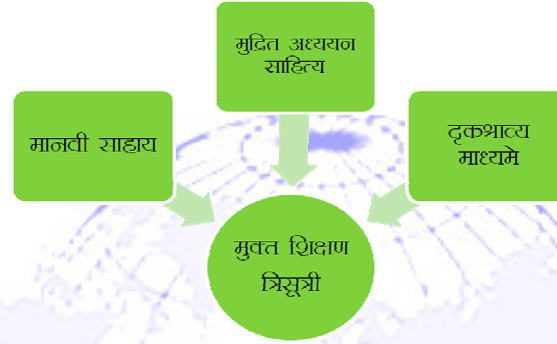 मुद्रित अध्ययन
साहित्य
मानवी साहाय
दृकश्राव्य
माध्यमे
मुक्त शिक्षण
त्रिसूत्री